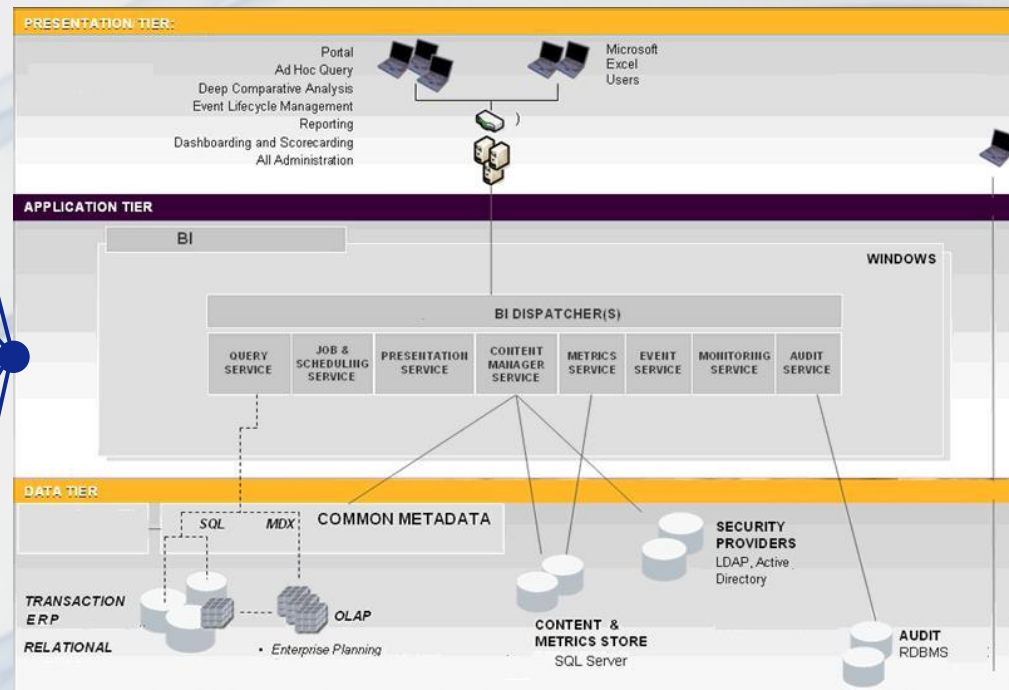 PRESENTATION TIER:
Portal
Ad Hoc Query
Deep Comparative Analysis
Event Lifecycle Management
Reporting
Dashboarding and Scorecarding
All Administration
Microsoft
Excel
Users
)
APPLICATION TIER
BI
WINDOWS
BI DISPATCHER(S)
QUERY
SERVICE
JOB &
SCHEDULING
SERVICE
PRESENTATION
SERVICE
CONTENT
MANAGER
SERVICE
METRICS
SERVICE
EVENT
SERVICE
MONITORING
SERVICE
AUDIT
SERVICE
DATA TIER
SQL
MDX
COMMON METADATA
SECURITY
PROVIDERS
LDAP, Active
Directory
TRANSACTION
ERP
RELATIONAL
OLAP
• Enterprise Planning
CONTENT &
METRICS STORE
SQL Server
AUDIT
RDBMS